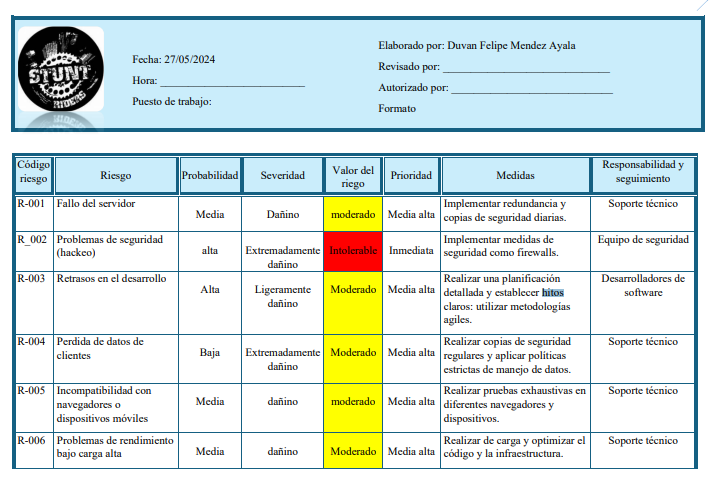 STUNT
RIDERS
Fecha: 27/05/2024
Hora: ____________________________
Puesto de trabajo:
Elaborado por: Duvan Felipe Mendez Ayala
Revisado por: ________________________________
Autorizado por: _______________________________
Formato
Código riesgo
Riesgo
Probabilidad
Severidad
Valor del riego
Prioridad
Medidas
Responsabilidad y seguimiento
R-001
Fallo del servidor
Media
Dañino
moderado
Media alta
Implementar redundancia y
copias de seguridad diarias.
Soporte técnico
R_002
Problemas de seguridad
(hackeo)
alta
Extremadamente
dañino
Intolerable
Inmediata
Implementar medidas de
seguridad como firewalls.
Equipo de seguridad
R-003
Retrasos en el desarrollo
Alta
Ligeramente
dañino
Moderado
Media alta
Realizar una planificación
detallada y establecer hitos
claros: utilizar metodologías
agiles.
Desarrolladores de
software
R-004
Perdida de datos de
clientes
Baja
Extremadamente
dañino
Moderado
Media alta
Realizar copias de seguridad
regulares y aplicar políticas
estrictas de manejo de datos.
Soporte técnico
R-005
Incompatibilidad con
navegadores o
dispositivos móviles
Media
dañino
moderado
Media alta
Realizar pruebas exhaustivas en
diferentes navegadores y
dispositivos.
Soporte técnico
R-006
Problemas de rendimiento
bajo carga alta
Media
dañino
Moderado
Media alta
Realizar de carga y optimizar el
código y la infraestructura.
Soporte técnico